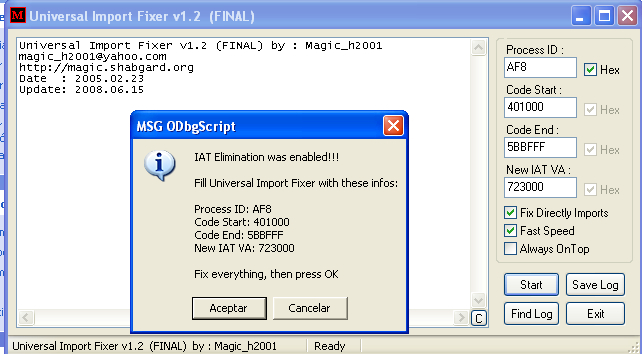 Universal Import Fixer v1.2 (FINAL)
Universal Import Fixer v1.2 (FINAL) by : Magic_h2001
magic_h2001@yahoo.com
http://magic.shabgard.org
Date : 2005.02.23
Update: 2008.06.15
MSG ODbgScript
IAT Elimination was enabled!!!
Fill Universal Import Fixer with these infos:
Process ID: AF8
Code Start: 401000
Code End: 5BBFFF
New IAT VA: 723000
Fix everything, then press OK
Aceptar
Cancelar
Process ID :
AF8
Hex
Code Start :
401000
Hex
Code End :
5BBFFF
Hex
New IAT VA :
723000
Hex
Fix Directly Imports
Fast Speed
Always OnTop
Start
Save Log
Find Log
Exit
C
Universal Import Fixer v1.2 (FINAL) by : Magic_h2001
Ready